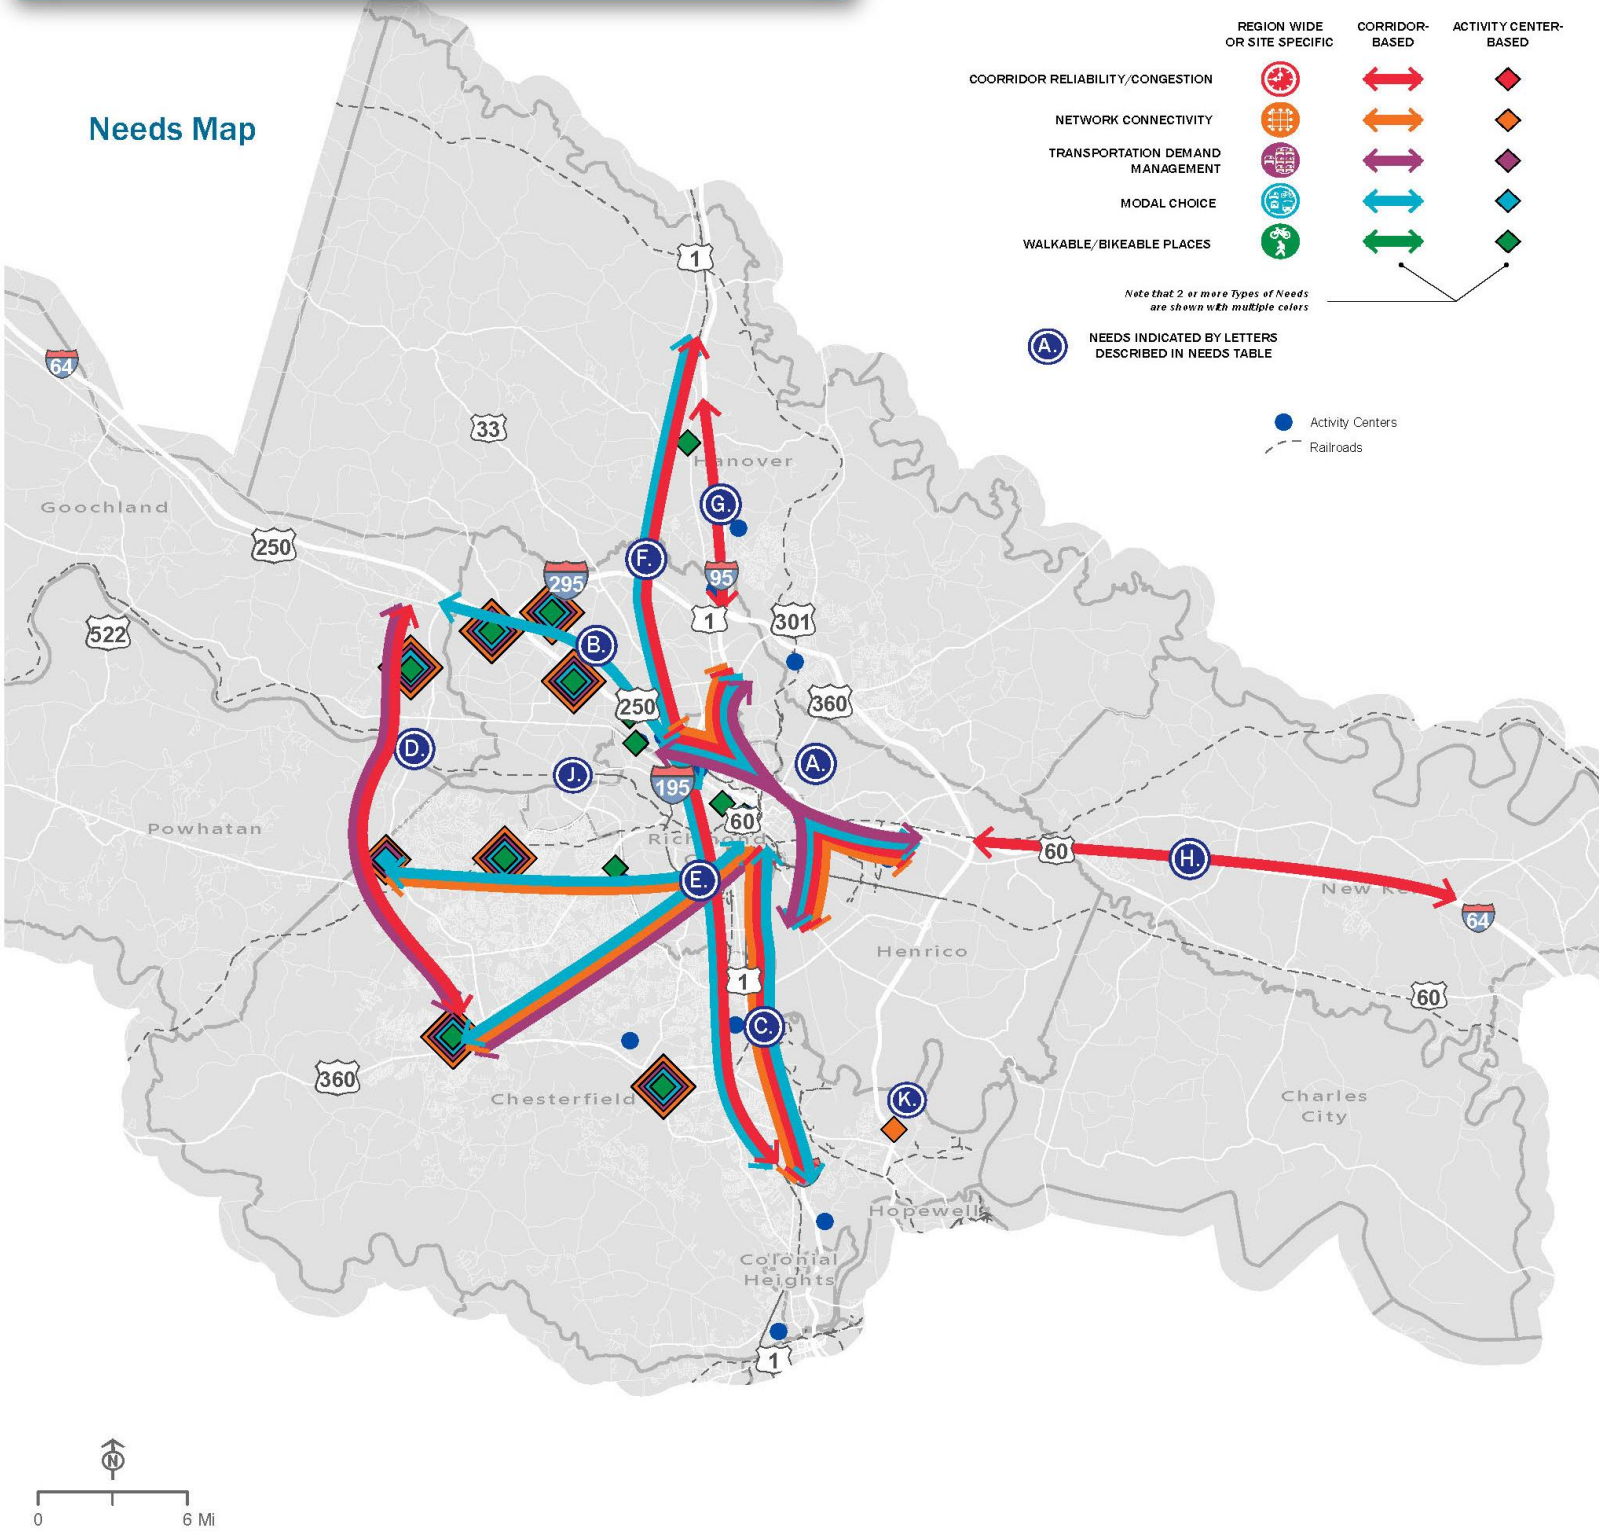 REGION WIDE
OR SITE SPECIFIC
CORRIDOR-
BASED
ACTIVITY CENTER-
BASED
COORRIDOR RELIABILITY/CONGESTION
NETWORK CONNECTIVITY
TRANSPORTATION DEMAND
MANAGEMENT
MODAL CHOICE
WALKABLE/BIKEABLE PLACES
Note that 2 or more Types of Needs
are shown with multiple colors
A.
NEEDS INDICATED BY LETTERS
DESCRIBED IN NEEDS TABLE
Activity Centers
Railroads
Needs Map
1
64
33
Hanover
Goochland
G.
250
F.
295
95
522
1
301
B.
250
360
D.
A.
J.
195
60
Powhatan
Richmond
60
H.
E.
New Ke
64
Henrico
1
60
C.
360
Chesterfield
K.
Charles
City
Hopewell
Colonial
Heights
1
N
0
6 Mi